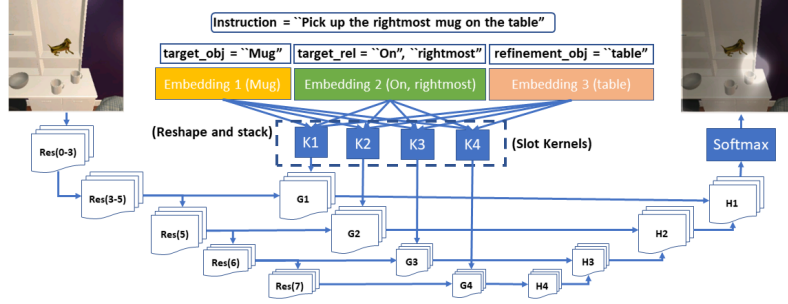 Instruction = ``Pick up the rightmost mug on the table”
target_obj = ``Mug”
target_rel = ``On”, ``rightmost”
refinement_obj = ``table”
Embedding 1 (Mug)
Embedding 2 (On, rightmost)
Embedding 3 (table)
(Reshape and stack)
K1
K2
K3
K4
(Slot Kernels)
Softmax
Res(0-3)
Res(3-5)
G1
H1
Res(5)
G2
H2
Res(6)
G3
H3
Res(7)
G4
H4